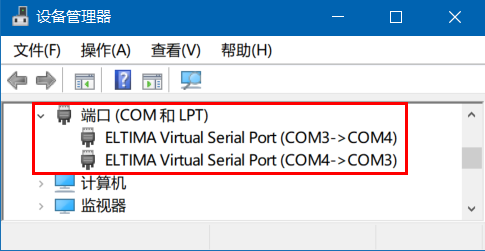 设备管理器
文件(F) 操作(A) 查看(V) 帮助(H)
端口 (COM 和 LPT)
ELTIMA Virtual Serial Port (COM3->COM4)
ELTIMA Virtual Serial Port (COM4->COM3)
计算机
监视器